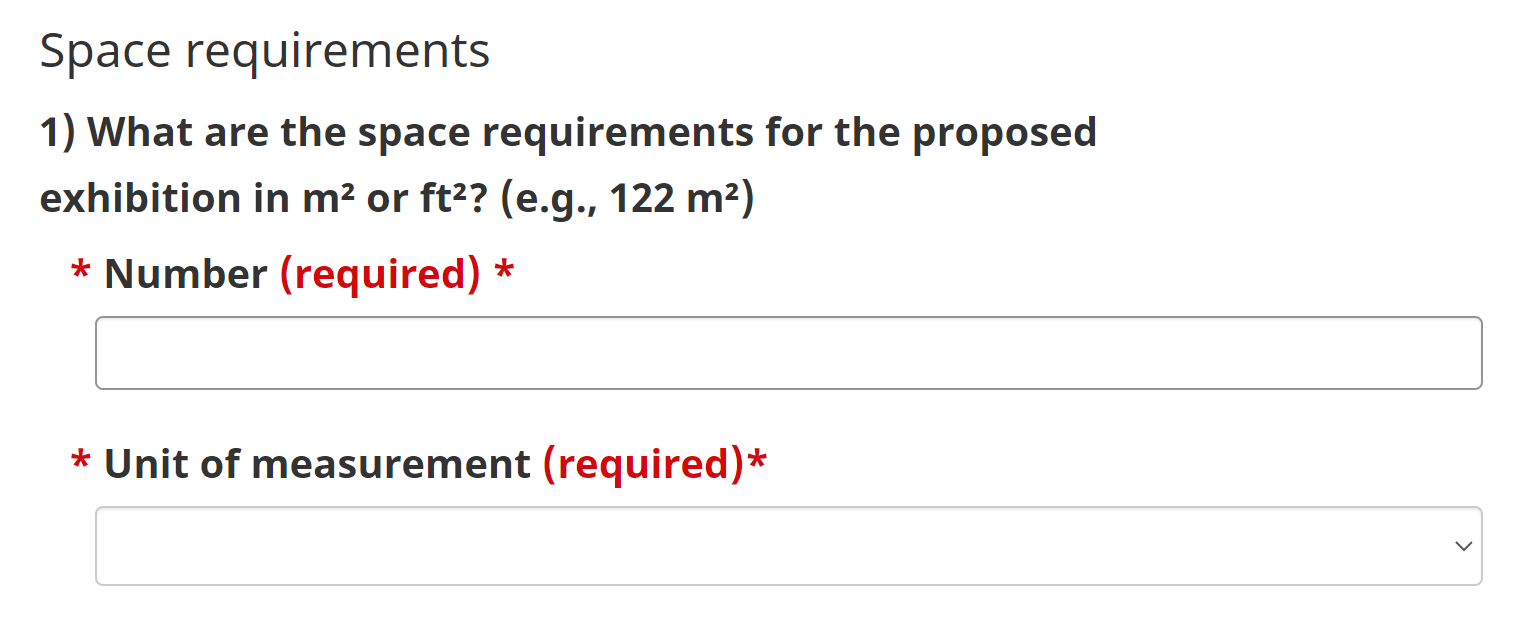 Space requirements
1) What are the space requirements for the proposed
exhibition in m² or ft²? (e.g., 122 m²)
* Number (required) *
* Unit of measurement (required)*